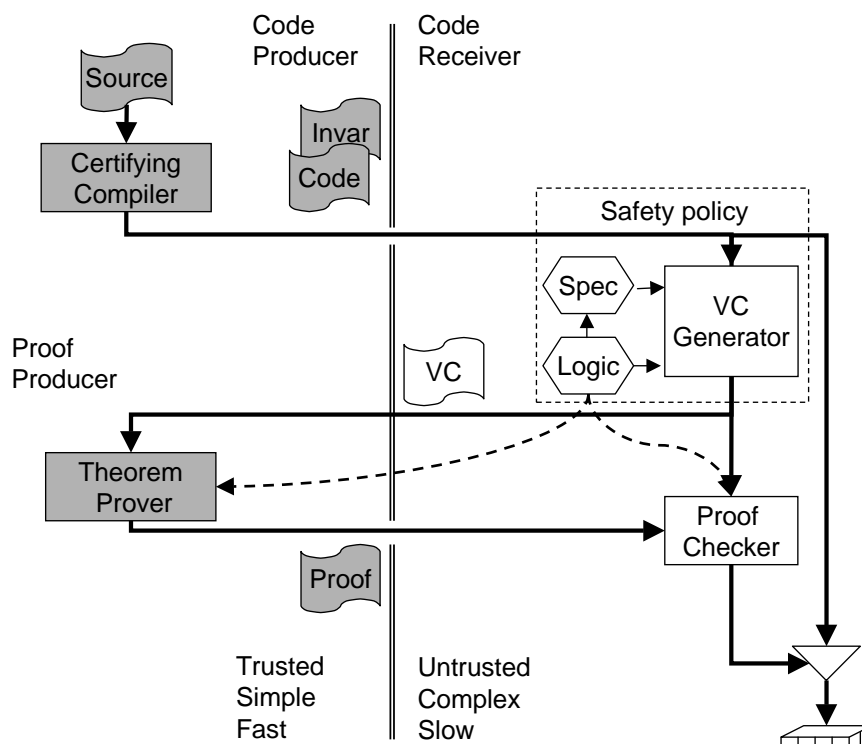 Code
Producer
Code
Receiver
Source
Invar
Code
Certifying
Compiler
Safety policy
Spec
VC
Generator
Logic
Proof
Producer
VC
Theorem
Prover
Proof
Checker
Proof
Trusted
Simple
Fast
Untrusted
Complex
Slow